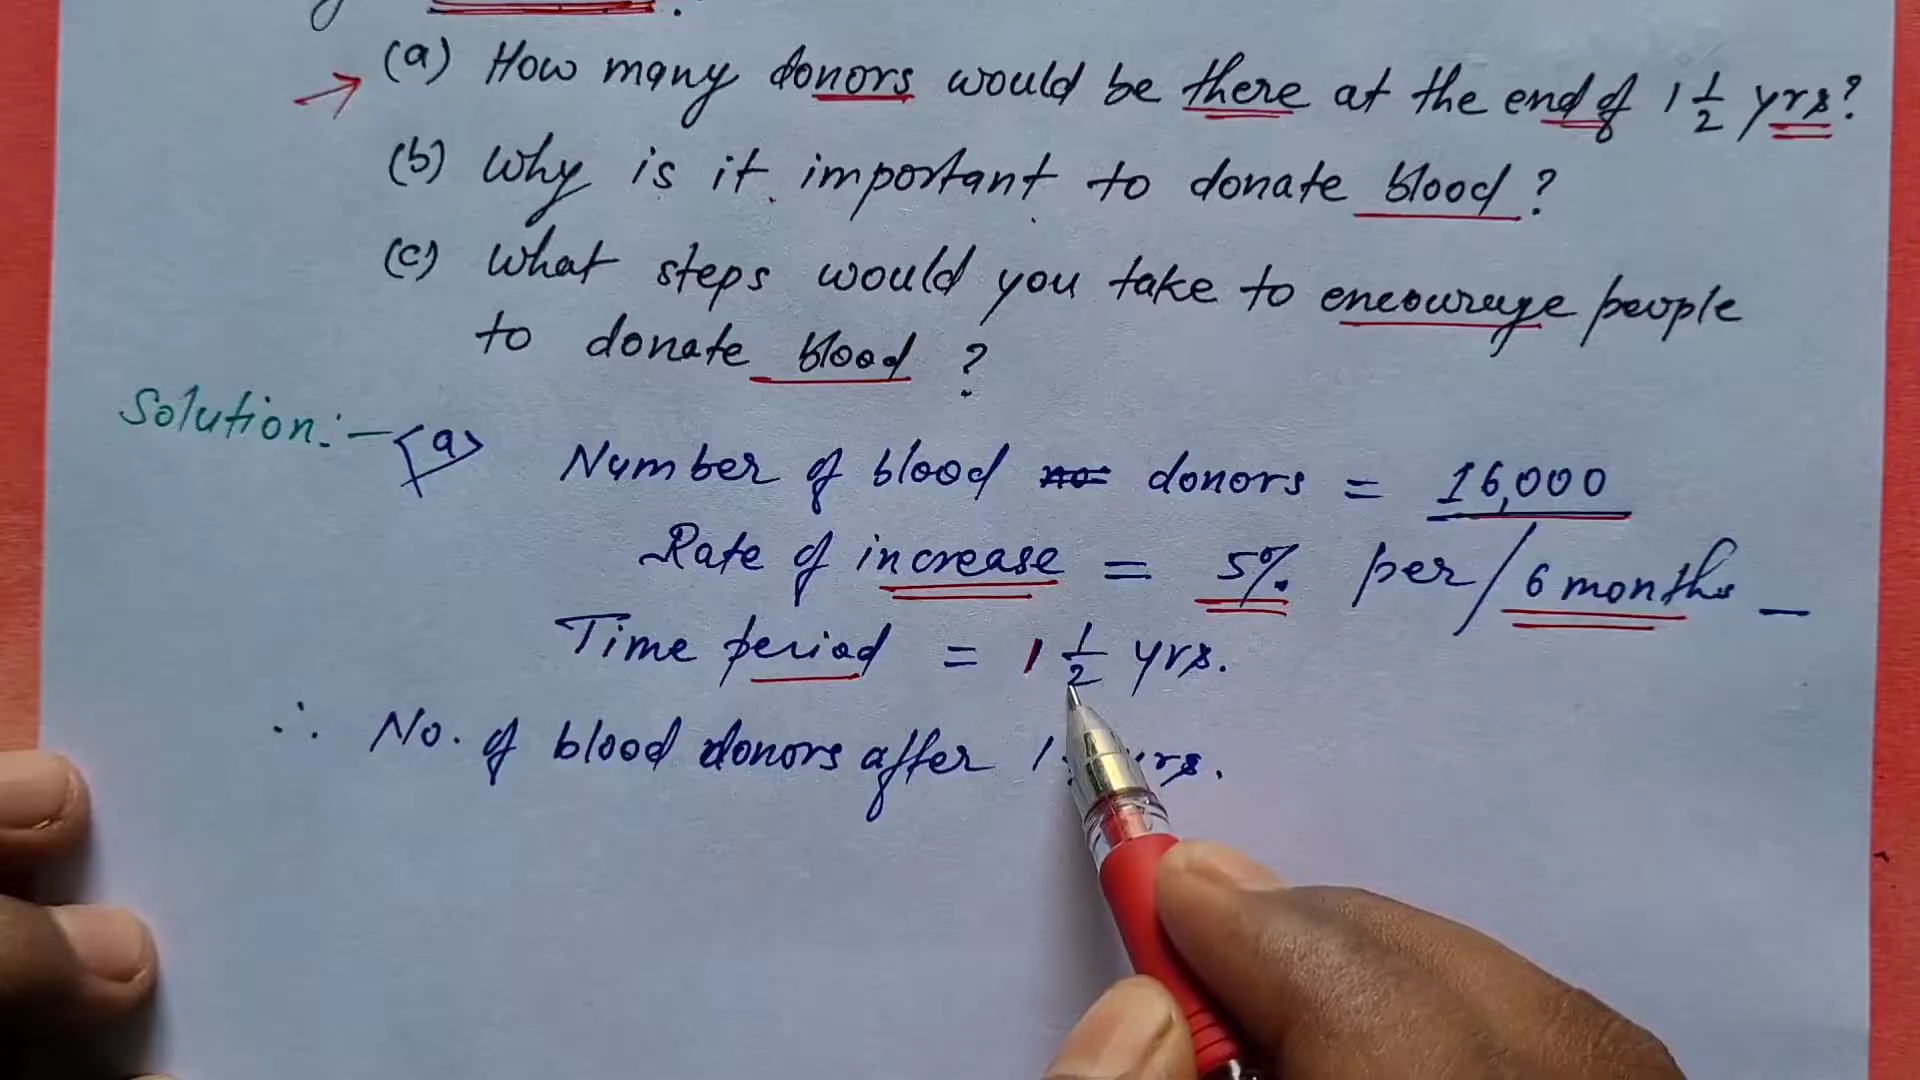 (a) How many donors would be there at the end of 1 1/2 yrs?
(b) Why is it important to donate blood?
(c) What steps would you take to encourage people
to donate blood ?
Solution:- (a) Number of blood donors = 16,000
Rate of increase = 5% per/6 months
Time period = 1 1/2 yrs.
∴ No. of blood donors after 1 yrs.